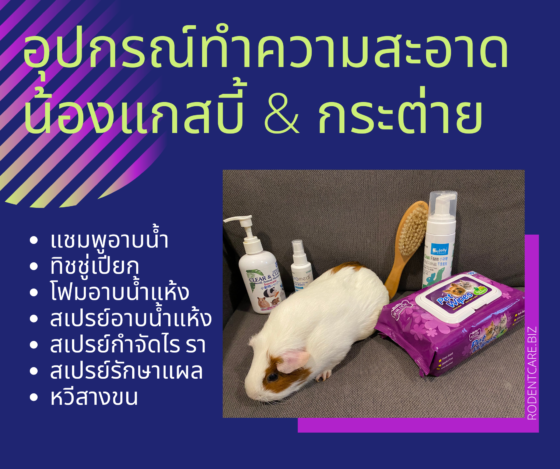 อุปกรณ์ทำความสะอาด
น้องแกสบี้ & กระต่าย
แชมพูอาบน้ำ
ทิชชู่เปียก
โฟมอาบน้ำแห้ง
สเปรย์อาบน้ำแห้ง
สเปรย์กำจัดไร รา
สเปรย์รักษาแผล
หวีสางขน
RODENTCARE.BIZ